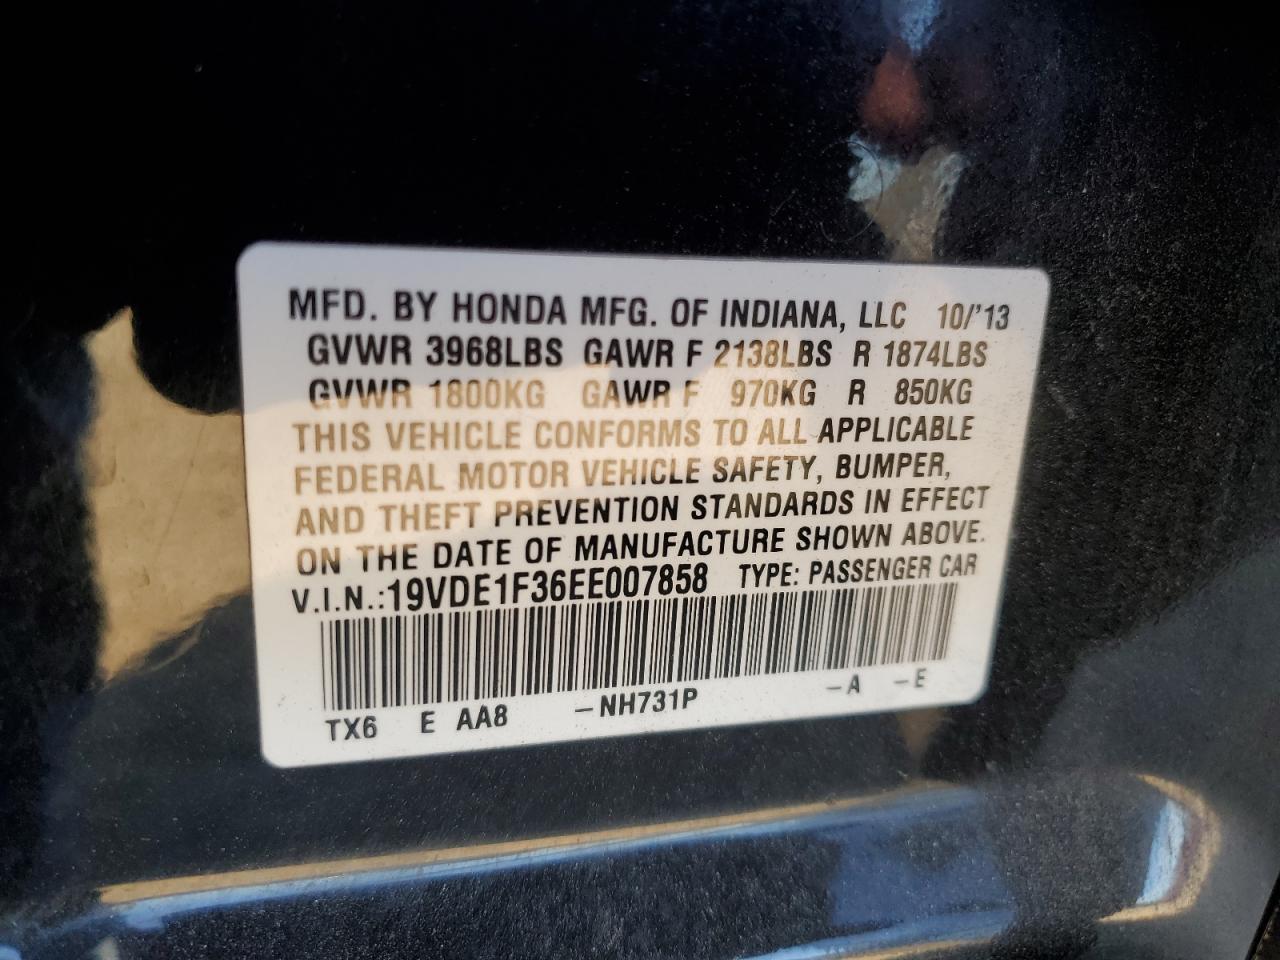 MFD. BY HONDA MFG. OF INDIANA, LLC 10/'13
GVWR 3968LBS GAWR F 2138LBS R 1874LBS
GVWR 1800KG GAWR F 970KG R 850KG
THIS VEHICLE CONFORMS TO ALL APPLICABLE
FEDERAL MOTOR VEHICLE SAFETY, BUMPER,
AND THEFT PREVENTION STANDARDS IN EFFECT
ON THE DATE OF MANUFACTURE SHOWN ABOVE.
V.I.N.:19VDE1F36EE007858 TYPE: PASSENGER CAR
TX6 E AA8 –NH731P –A –E